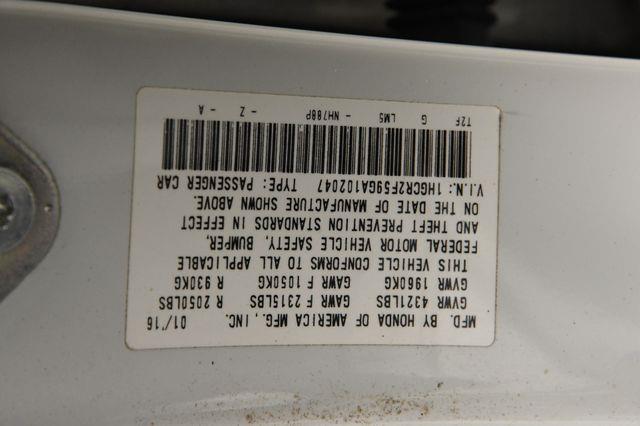 MFD. BY HONDA OF AMERICA MFG., INC. 01/16
GVWR 4321LBS GAWR F 2315LBS R 2050LBS
GVWR 1960KG GAWR F 1050KG R 930KG
THIS VEHICLE CONFORMS TO ALL APPLICABLE
FEDERAL MOTOR VEHICLE SAFETY, BUMPER,
AND THEFT PREVENTION STANDARDS IN EFFECT
ON THE DATE OF MANUFACTURE SHOWN ABOVE.
V.I.N.: 1HGCR2F59GA102047 TYPE: PASSENGER CAR
T2F G LM5 - NH788P - Z - A